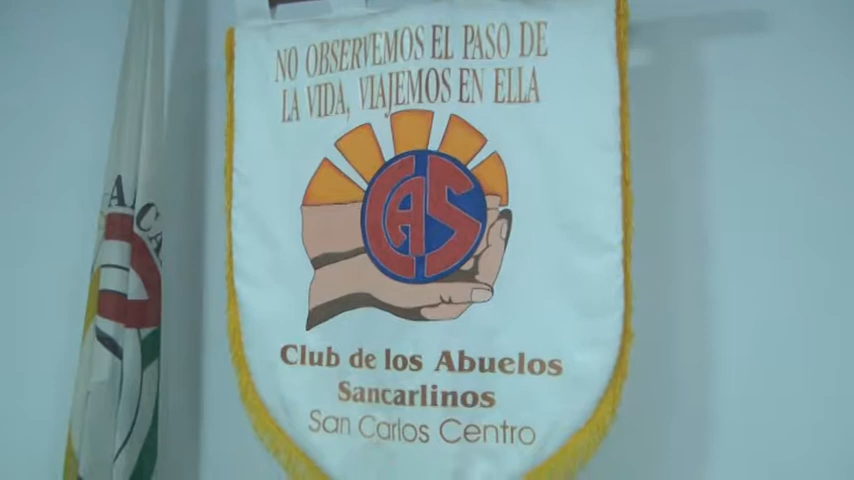 NO OBSERVEMOS EL PASO DE
LA VIDA, VIAJEMOS EN ELLA
CAS
Club de los Abuelos
Sancarlinos
San Carlos Centro